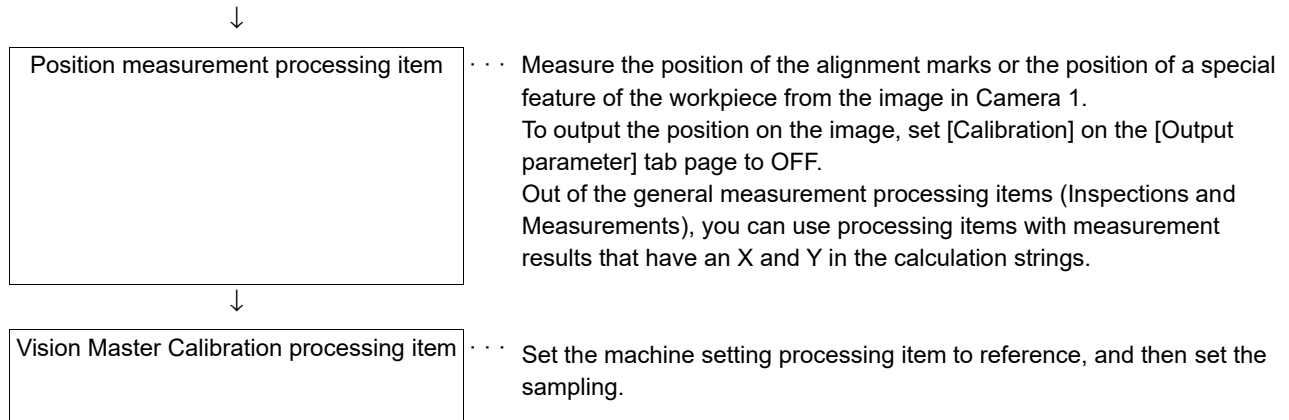 ↓
Position measurement processing item · · · Measure the position of the alignment marks or the position of a special
feature of the workpiece from the image in Camera 1.
To output the position on the image, set [Calibration] on the [Output
parameter] tab page to OFF.
Out of the general measurement processing items (Inspections and
Measurements), you can use processing items with measurement
results that have an X and Y in the calculation strings.
↓
Vision Master Calibration processing item · · · Set the machine setting processing item to reference, and then set the
sampling.